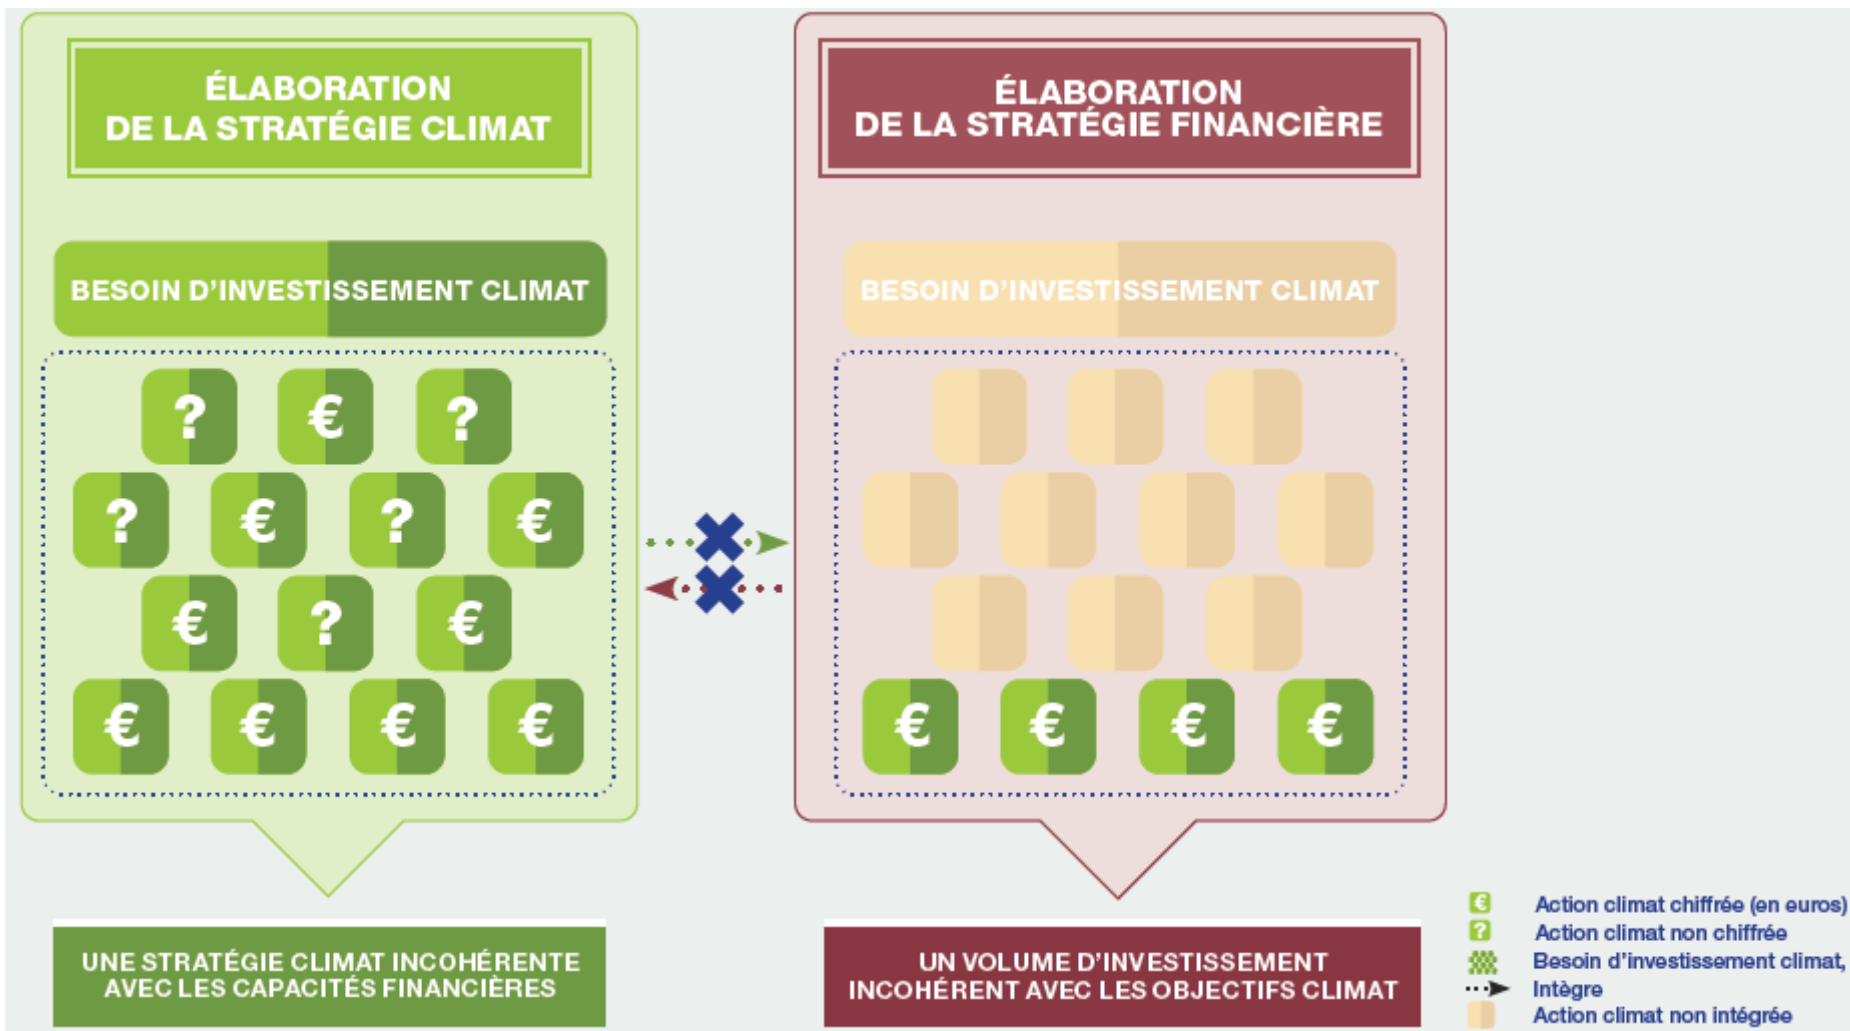 ÉLABORATION
DE LA STRATÉGIE CLIMAT
BESOIN D'INVESTISSEMENT CLIMAT
? € ?
? € ? €
€ ? €
€ € € €
UNE STRATÉGIE CLIMAT INCOHÉRENTE
AVEC LES CAPACITÉS FINANCIÈRES
ÉLABORATION
DE LA STRATÉGIE FINANCIÈRE
BESOIN D'INVESTISSEMENT CLIMAT
€ € € €
UN VOLUME D'INVESTISSEMENT
INCOHÉRENT AVEC LES OBJECTIFS CLIMAT
€ Action climat chiffrée (en euros)
? Action climat non chiffrée
Besoin d'investissement climat,
Intègre
Action climat non intégrée